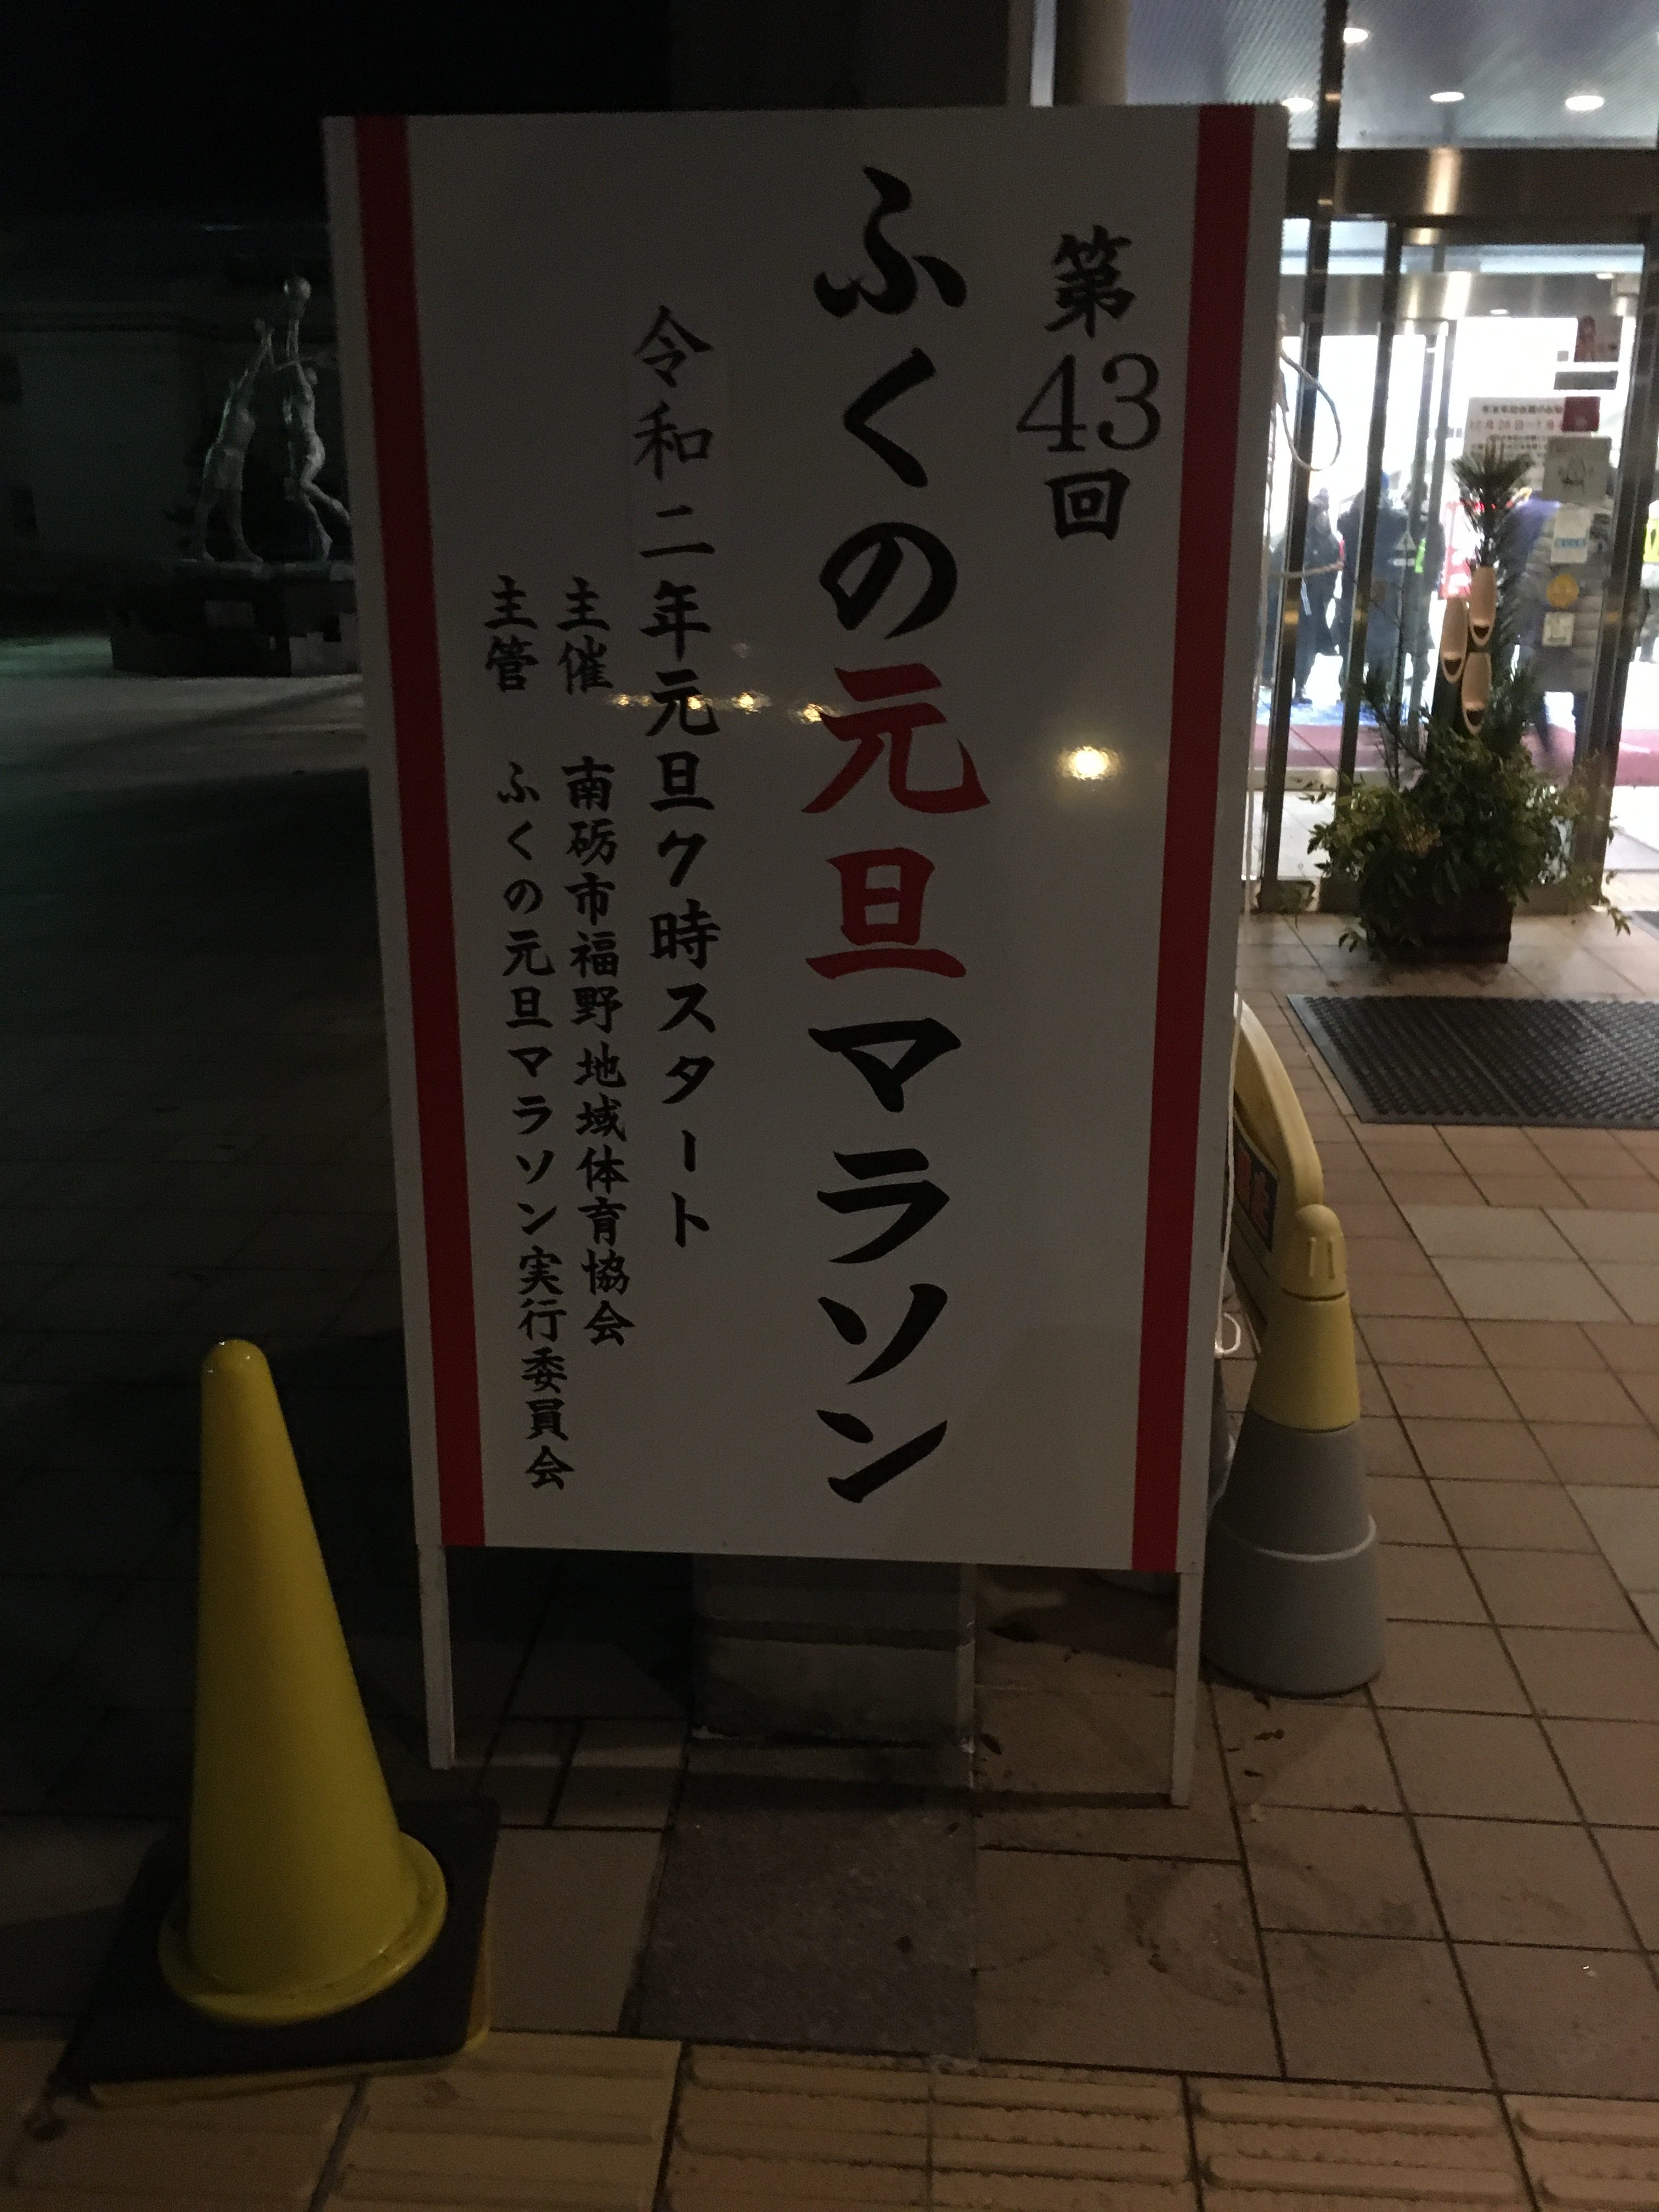 第43回
ふくの元旦マラソン
令和二年元旦ク時スタート
主催 南砺市福野地域体育協会
主管 ふくの元旦マラソン実行委員会